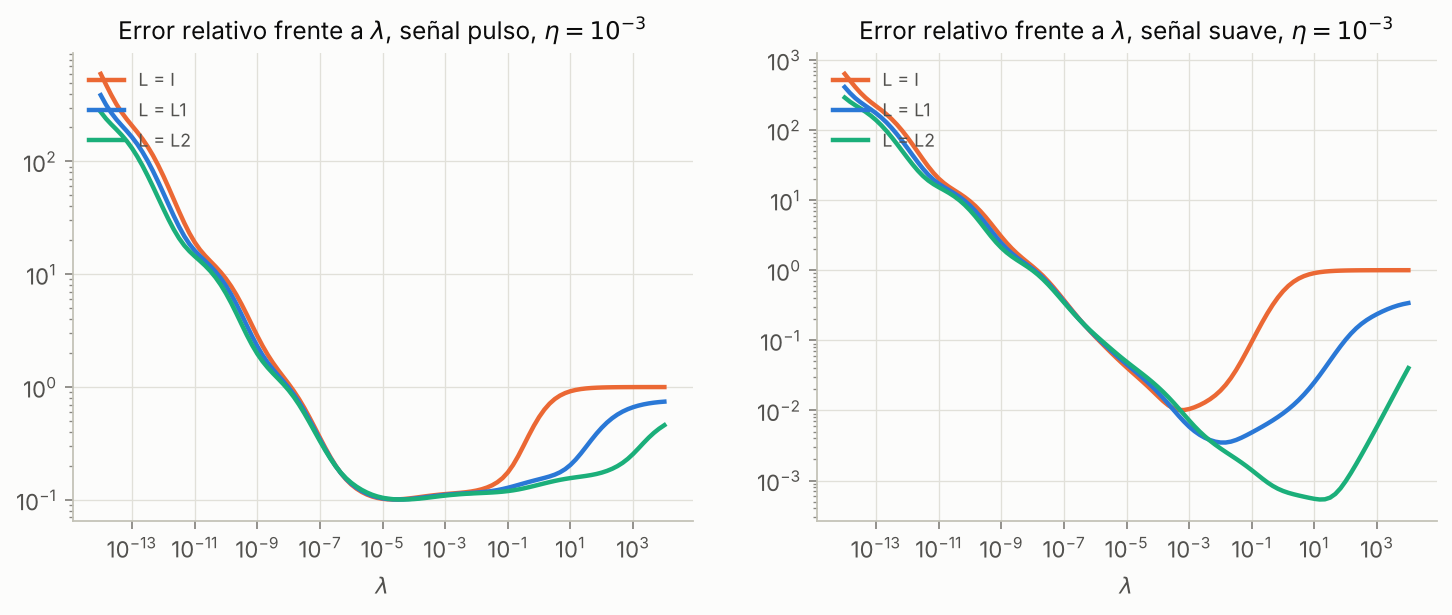 Error relativo frente a λ, señal pulso, η = 10⁻³
L = I
L = L1
L = L2
10²
10¹
10⁰
10⁻¹
10⁻¹³ 10⁻¹¹ 10⁻⁹ 10⁻⁷ 10⁻⁵ 10⁻³ 10⁻¹ 10¹ 10³
λ
Error relativo frente a λ, señal suave, η = 10⁻³
10³
L = I
L = L1
10²
L = L2
10¹
10⁰
10⁻¹
10⁻²
10⁻³
10⁻¹³ 10⁻¹¹ 10⁻⁹ 10⁻⁷ 10⁻⁵ 10⁻³ 10⁻¹ 10¹ 10³
λ